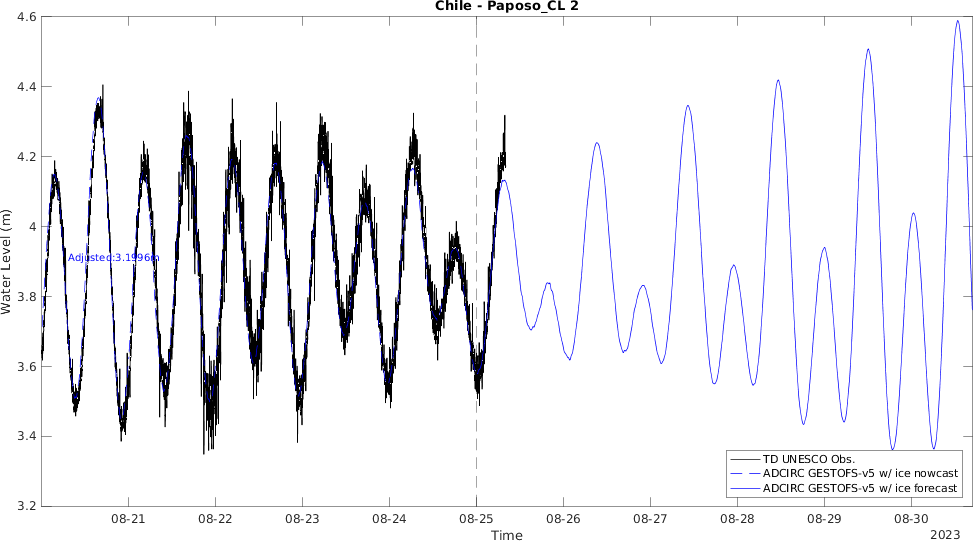 Chile - Paposo_CL 2
4.6
4.4
4.2
4
3.8
3.6
3.4
3.2
Water Level (m)
Adjusted:3.1996m
TD UNESCO Obs.
ADCIRC GESTOFS-v5 w/ ice nowcast
ADCIRC GESTOFS-v5 w/ ice forecast
08-21 08-22 08-23 08-24 08-25 08-26 08-27 08-28 08-29 08-30
Time
2023